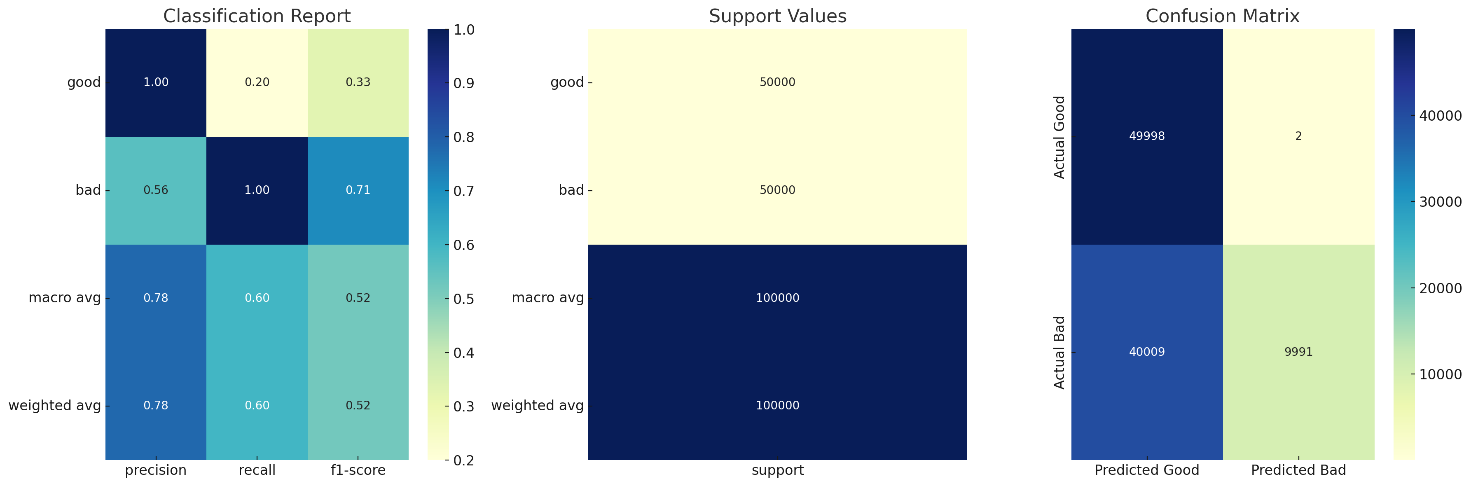 Classification Report
good 1.00 0.20 0.33
bad 0.56 1.00 0.71
macro avg 0.78 0.60 0.52
weighted avg 0.78 0.60 0.52
precision recall f1-score
1.0
0.9
0.8
0.7
0.6
0.5
0.4
0.3
0.2
Support Values
good 50000
bad 50000
macro avg 100000
weighted avg 100000
support
Confusion Matrix
Actual Good 49998 2
Actual Bad 40009 9991
Predicted Good Predicted Bad
40000
30000
20000
10000